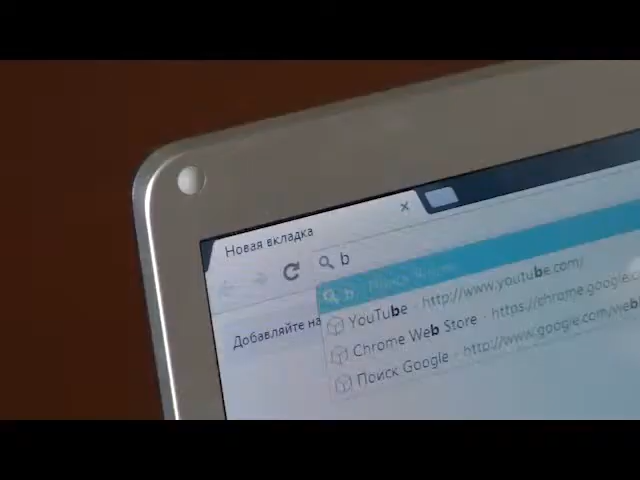 Новая вкладка
b
Добавляйте на
b
YouTube - http://www.youtube.com/
Chrome Web Store - https://chrome.google.c
Поиск Google - http://www.google.com/web